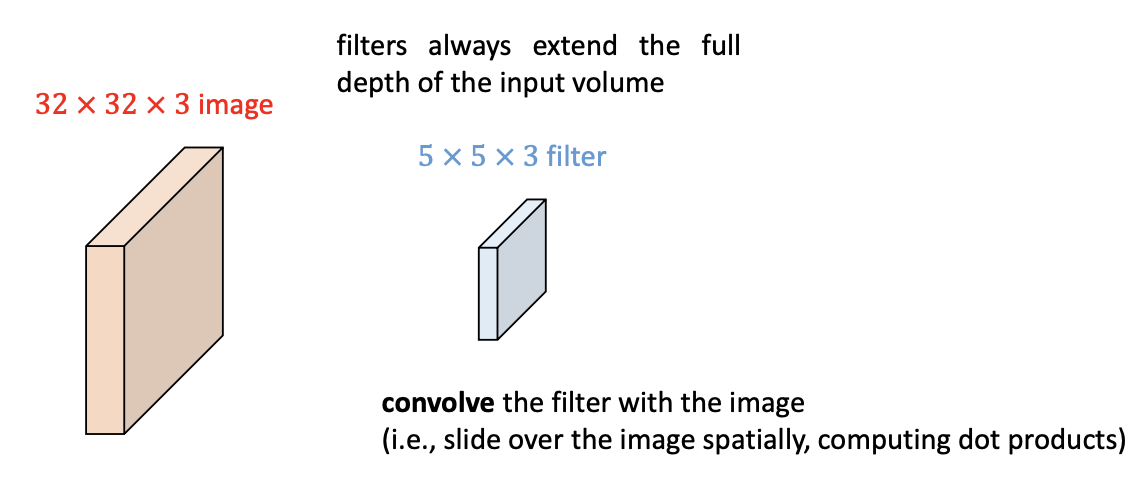 filters always extend the full
depth of the input volume
32 × 32 × 3 image
5 × 5 × 3 filter
convolve the filter with the image
(i.e., slide over the image spatially, computing dot products)